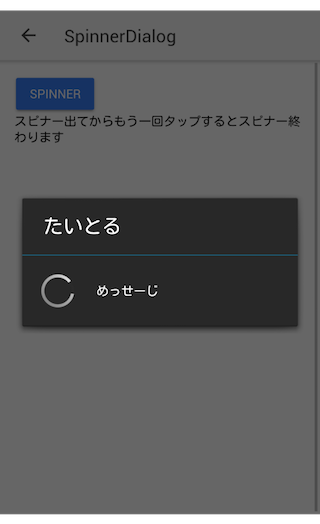 SpinnerDialog
SPINNER
スピナー出てからもう一回タップするとスピナー終
わります
たいとる
めっせーじ